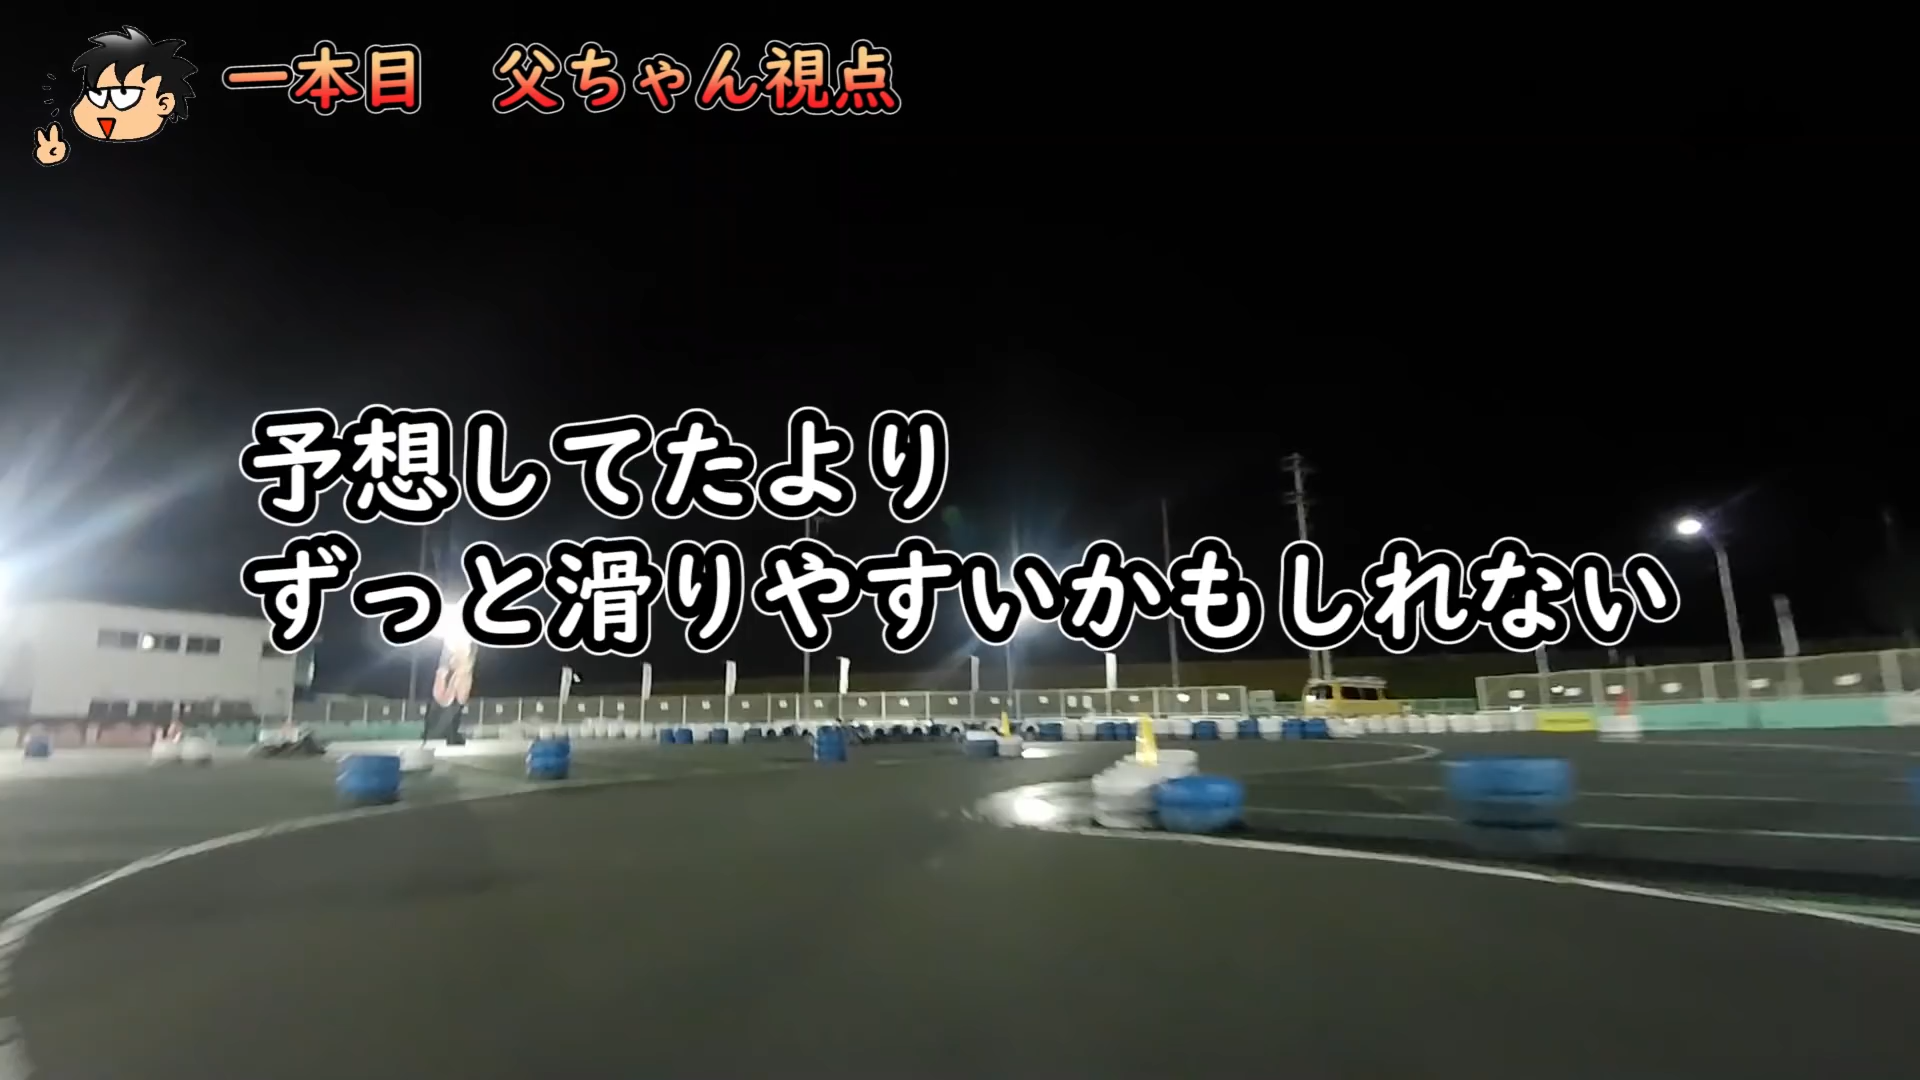 一本目　父ちゃん視点
予想してたより
ずっと滑りやすいかもしれない